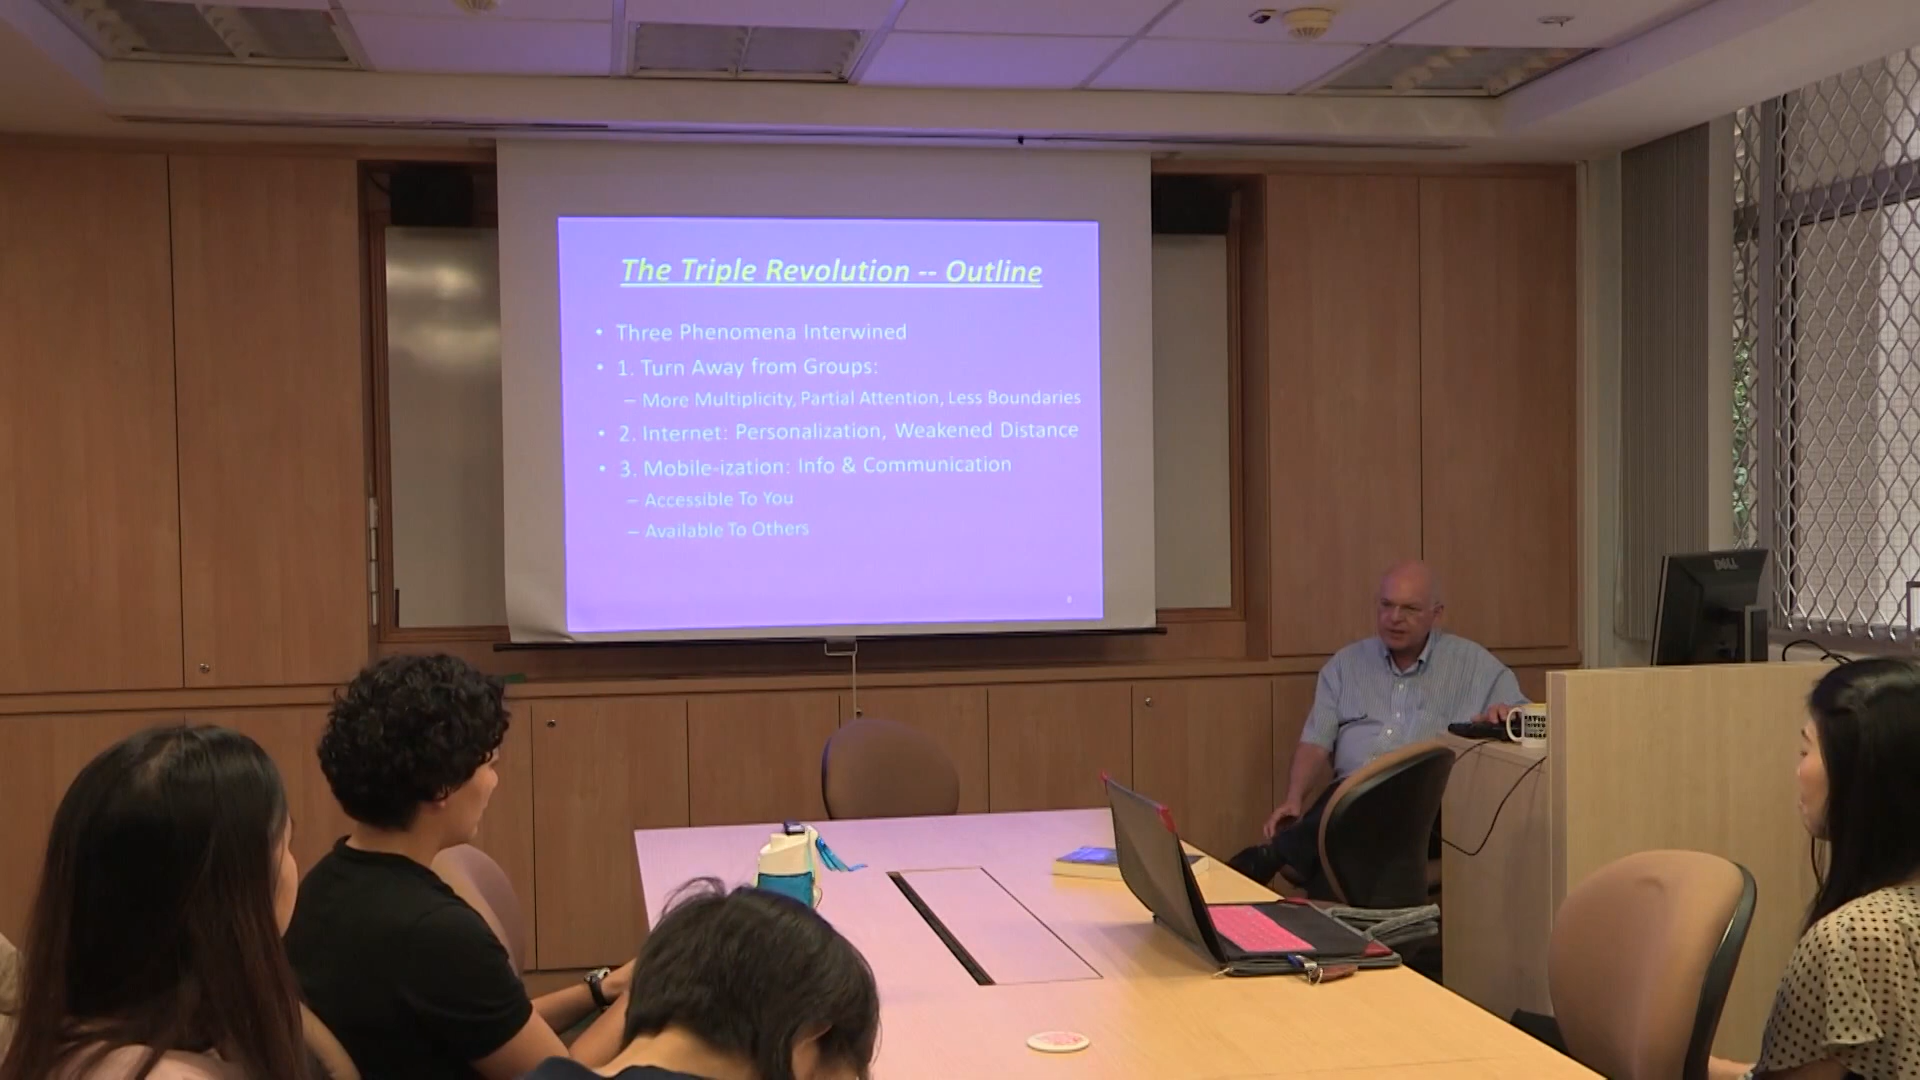 The Triple Revolution -- Outline
• Three Phenomena Interwined
• 1. Turn Away from Groups:
– More Multiplicity, Partial Attention, Less Boundaries
• 2. Internet: Personalization, Weakened Distance
• 3. Mobile-ization: Info & Communication
– Accessible To You
– Available To Others
DELL